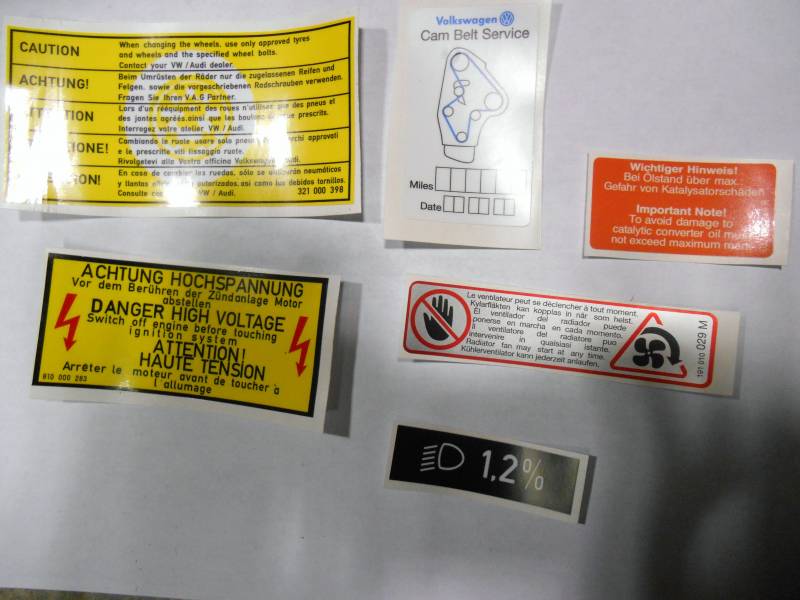 CAUTION
When changing the wheels, use only approved tyres
and wheels and the specified wheel bolts.
Contact your VW / Audi dealer.
ACHTUNG!
Beim Umrüsten der Räder nur die zugelassenen Reifen und
Felgen, sowie die vorgeschriebenen Radschrauben verwenden.
Fragen Sie Ihren V.A.G Partner.
Lors d'un rééquipment des roues n'utiliser que des pneus et
des jantes agréés,ainsi que les boulons de roue prescrits.
Interrogez votre atelier VW / Audi.
Cambiando le ruote usare solo pneus approvati
e le prescritte viti fissaggio ruote.
Rivolgetevi alla Vostra officina Volkswagen/Audi.
En caso de cambiar las ruedas, sólo se utilizarán neumáticos
y llantas autorizados, así como los debidos tornillos.
Consulte VW / Audi.
321 000 398
Volkswagen
Cam Belt Service
Miles
Date
Wichtiger Hinweis!
Bei Ölstand über max.:
Gefahr von Katalysatorschäden
Important Note!
To avoid damage to
catalytic converter oil must
not exceed maximum mark
ACHTUNG HOCHSPANNUNG
Vor dem Berühren der Zündanlage Motor
abstellen
DANGER HIGH VOLTAGE
Switch off engine before touching
ignition system
ATTENTION!
HAUTE TENSION
Arrêter le moteur avant de toucher à
l'allumage
810 000 283
Le ventilateur peut se déclencher à tout moment.
Kylarfläkten kan kopplas in när som helst.
El ventilador del radiador puede
ponerse en marcha en cada momento.
Il ventilatore del radiatore puo
intervenire in qualsiasi istante.
Radiator fan may start at any time.
Kühlerventilator kann jederzeit anlaufen.
191 010 029 M
1,2%